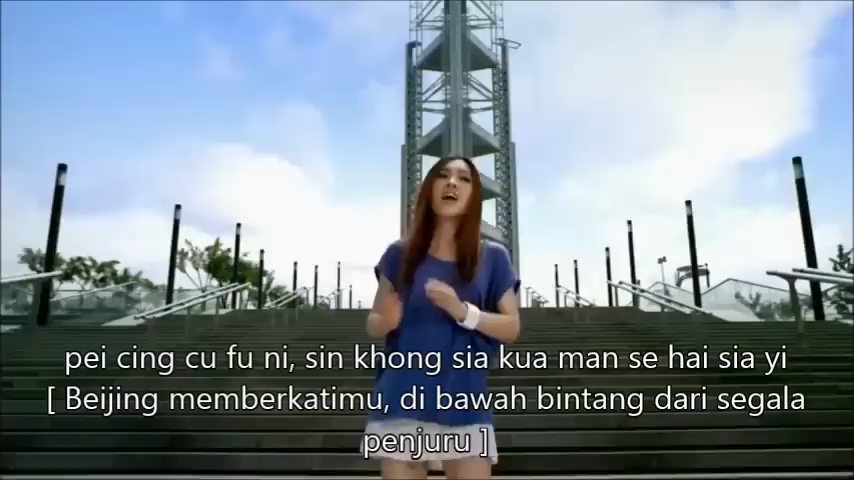 pei cing cu fu ni, sin khong sia kua man se hai sia yi
[ Beijing memberkatimu, di bawah bintang dari segala
penjuru ]